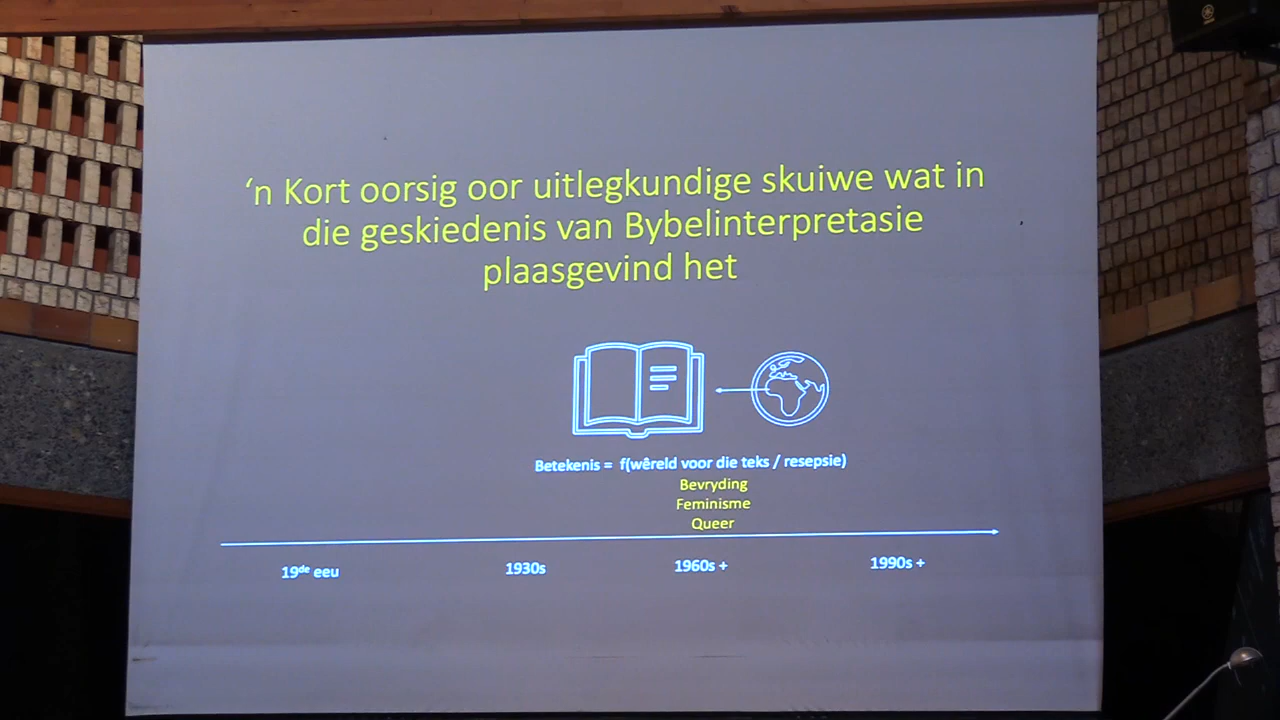 ‘n Kort oorsig oor uitlegkundige skuiwe wat in
die geskiedenis van Bybelinterpretasie
plaasgevind het
Betekenis = f(wêreld voor die teks / resepsie)
Bevryding
Feminisme
Queer
19de eeu 1930s 1960s + 1990s +